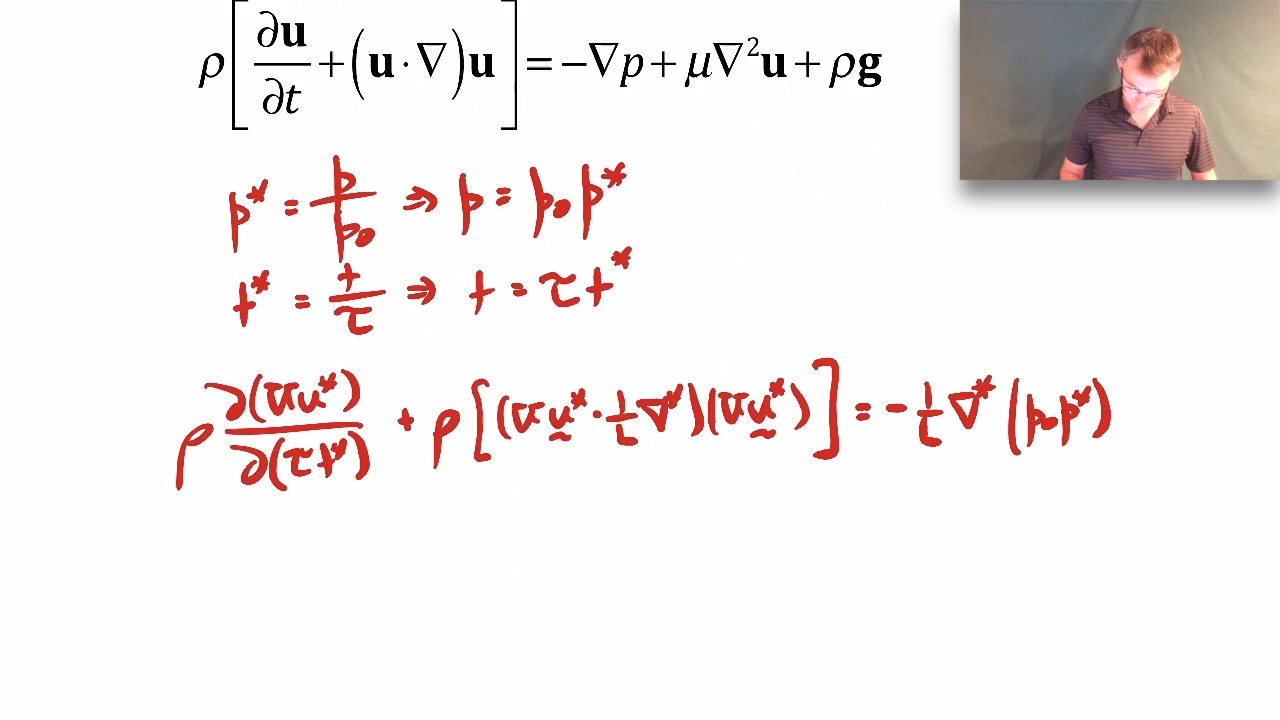 ρ[∂u/∂t + (u·∇)u] = −∇p + μ∇²u + ρg
p* = p/p₀ ⇒ p = p₀p*
t* = t/τ ⇒ t = τt*
ρ ∂(Uu*)/∂(τt*) + ρ[(Uu*·1/L ∇*)(Uu*)] = −1/L ∇*(p₀p*)